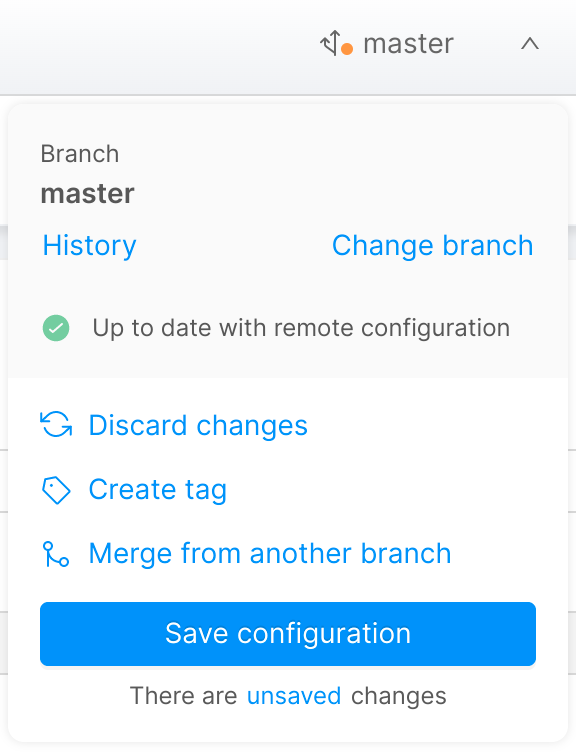 master
Branch
master
History Change branch
Up to date with remote configuration
Discard changes
Create tag
Merge from another branch
Save configuration
There are unsaved changes